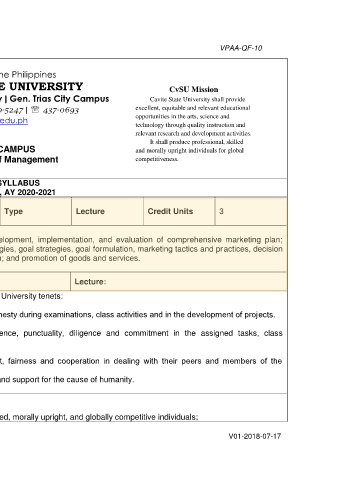 VPAA-QF-10
ne Philippines
E UNIVERSITY
y | Gen. Trias City Campus
9-5247 | ☏ 437-0693
edu.ph
CvSU Mission
Cavite State University shall provide
excellent, equitable and relevant educational
opportunities in the arts, science and
technology through quality instruction and
relevant research and development activities.
It shall produce professional, skilled
and morally upright individuals for global
competitiveness.
CAMPUS
of Management
SYLLABUS
, AY 2020-2021
Type Lecture Credit Units 3
elopment, implementation, and evaluation of comprehensive marketing plan;
gies, goal strategies, goal formulation, marketing tactics and practices, decision
; and promotion of goods and services.
Lecture:
University tenets:
nesty during examinations, class activities and in the development of projects.
ence, punctuality, diligence and commitment in the assigned tasks, class
t, fairness and cooperation in dealing with their peers and members of the
and support for the cause of humanity.
ed, morally upright, and globally competitive individuals;
V01-2018-07-17